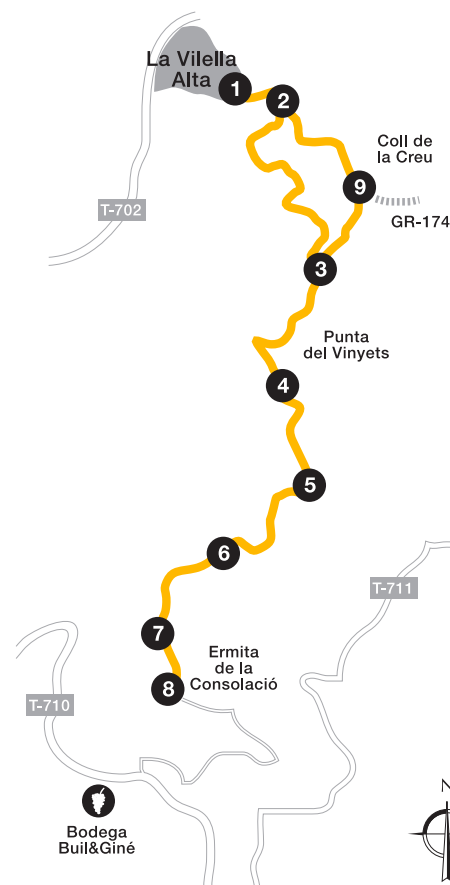 La Vilella
Alta
1
2
Coll de
la Creu
9
T-702
GR-174
3
Punta
del Vinyets
4
5
6
T-711
7
Ermita
de la
Consolació
8
T-710
Bodega
Buil&Giné
N